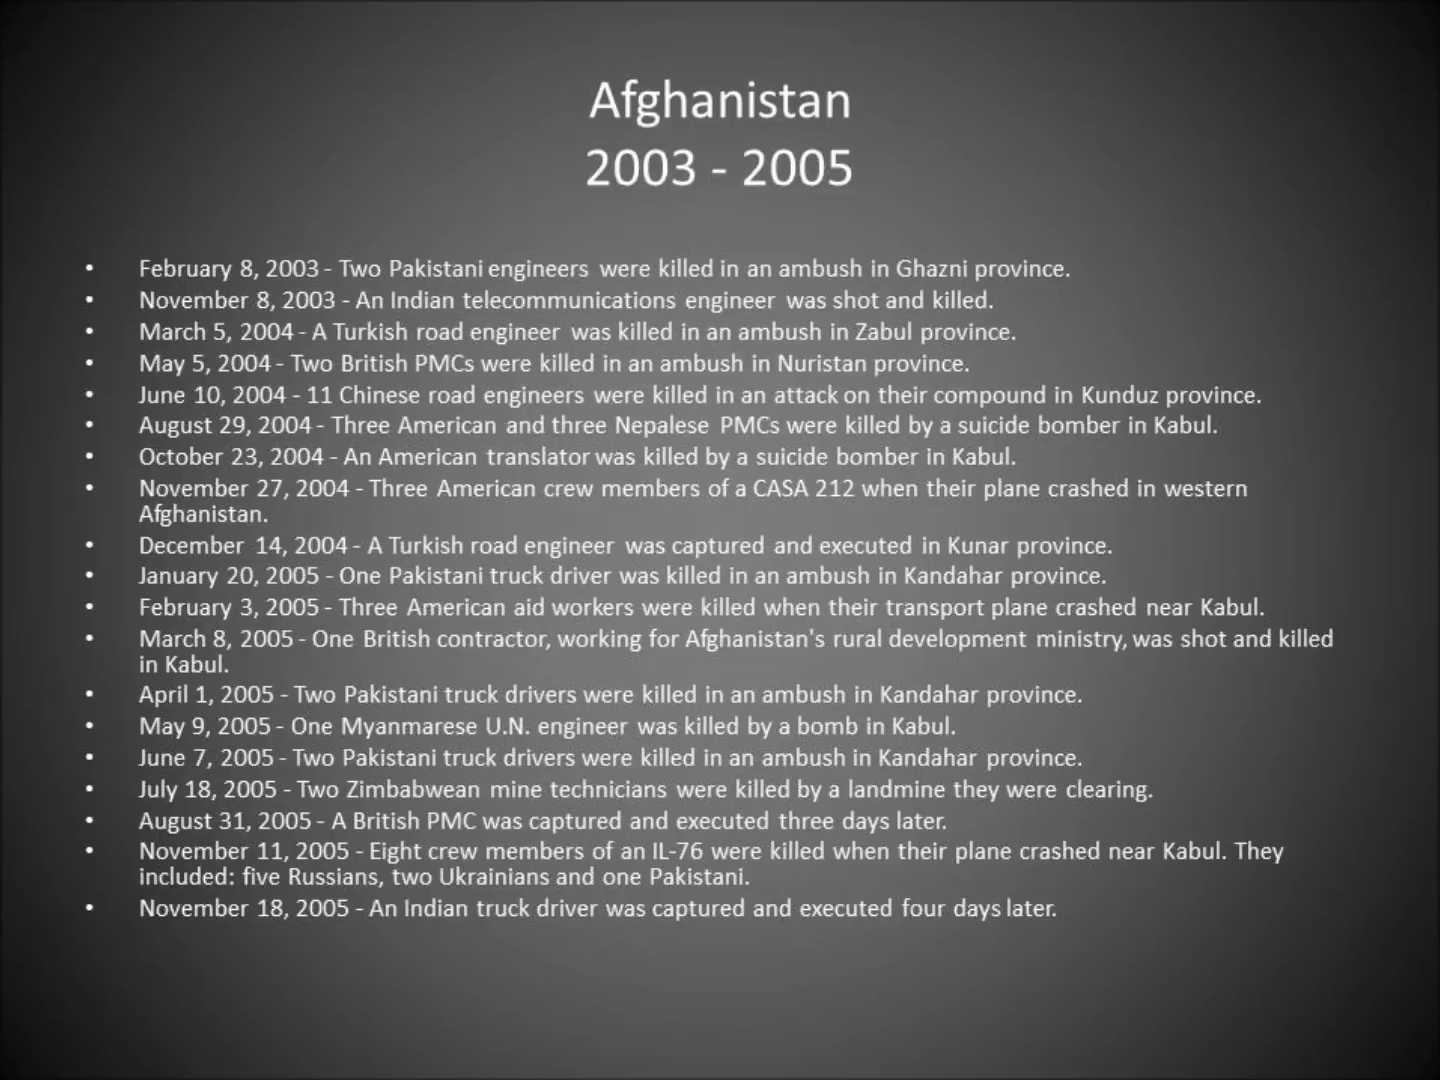 Afghanistan
2003 - 2005
• February 8, 2003 - Two Pakistani engineers were killed in an ambush in Ghazni province.
• November 8, 2003 - An Indian telecommunications engineer was shot and killed.
• March 5, 2004 - A Turkish road engineer was killed in an ambush in Zabul province.
• May 5, 2004 - Two British PMCs were killed in an ambush in Nuristan province.
• June 10, 2004 - 11 Chinese road engineers were killed in an attack on their compound in Kunduz province.
• August 29, 2004 - Three American and three Nepalese PMCs were killed by a suicide bomber in Kabul.
• October 23, 2004 - An American translator was killed by a suicide bomber in Kabul.
• November 27, 2004 - Three American crew members of a CASA 212 when their plane crashed in western
Afghanistan.
• December 14, 2004 - A Turkish road engineer was captured and executed in Kunar province.
• January 20, 2005 - One Pakistani truck driver was killed in an ambush in Kandahar province.
• February 3, 2005 - Three American aid workers were killed when their transport plane crashed near Kabul.
• March 8, 2005 - One British contractor, working for Afghanistan's rural development ministry, was shot and killed
in Kabul.
• April 1, 2005 - Two Pakistani truck drivers were killed in an ambush in Kandahar province.
• May 9, 2005 - One Myanmarese U.N. engineer was killed by a bomb in Kabul.
• June 7, 2005 - Two Pakistani truck drivers were killed in an ambush in Kandahar province.
• July 18, 2005 - Two Zimbabwean mine technicians were killed by a landmine they were clearing.
• August 31, 2005 - A British PMC was captured and executed three days later.
• November 11, 2005 - Eight crew members of an IL-76 were killed when their plane crashed near Kabul. They
included: five Russians, two Ukrainians and one Pakistani.
• November 18, 2005 - An Indian truck driver was captured and executed four days later.